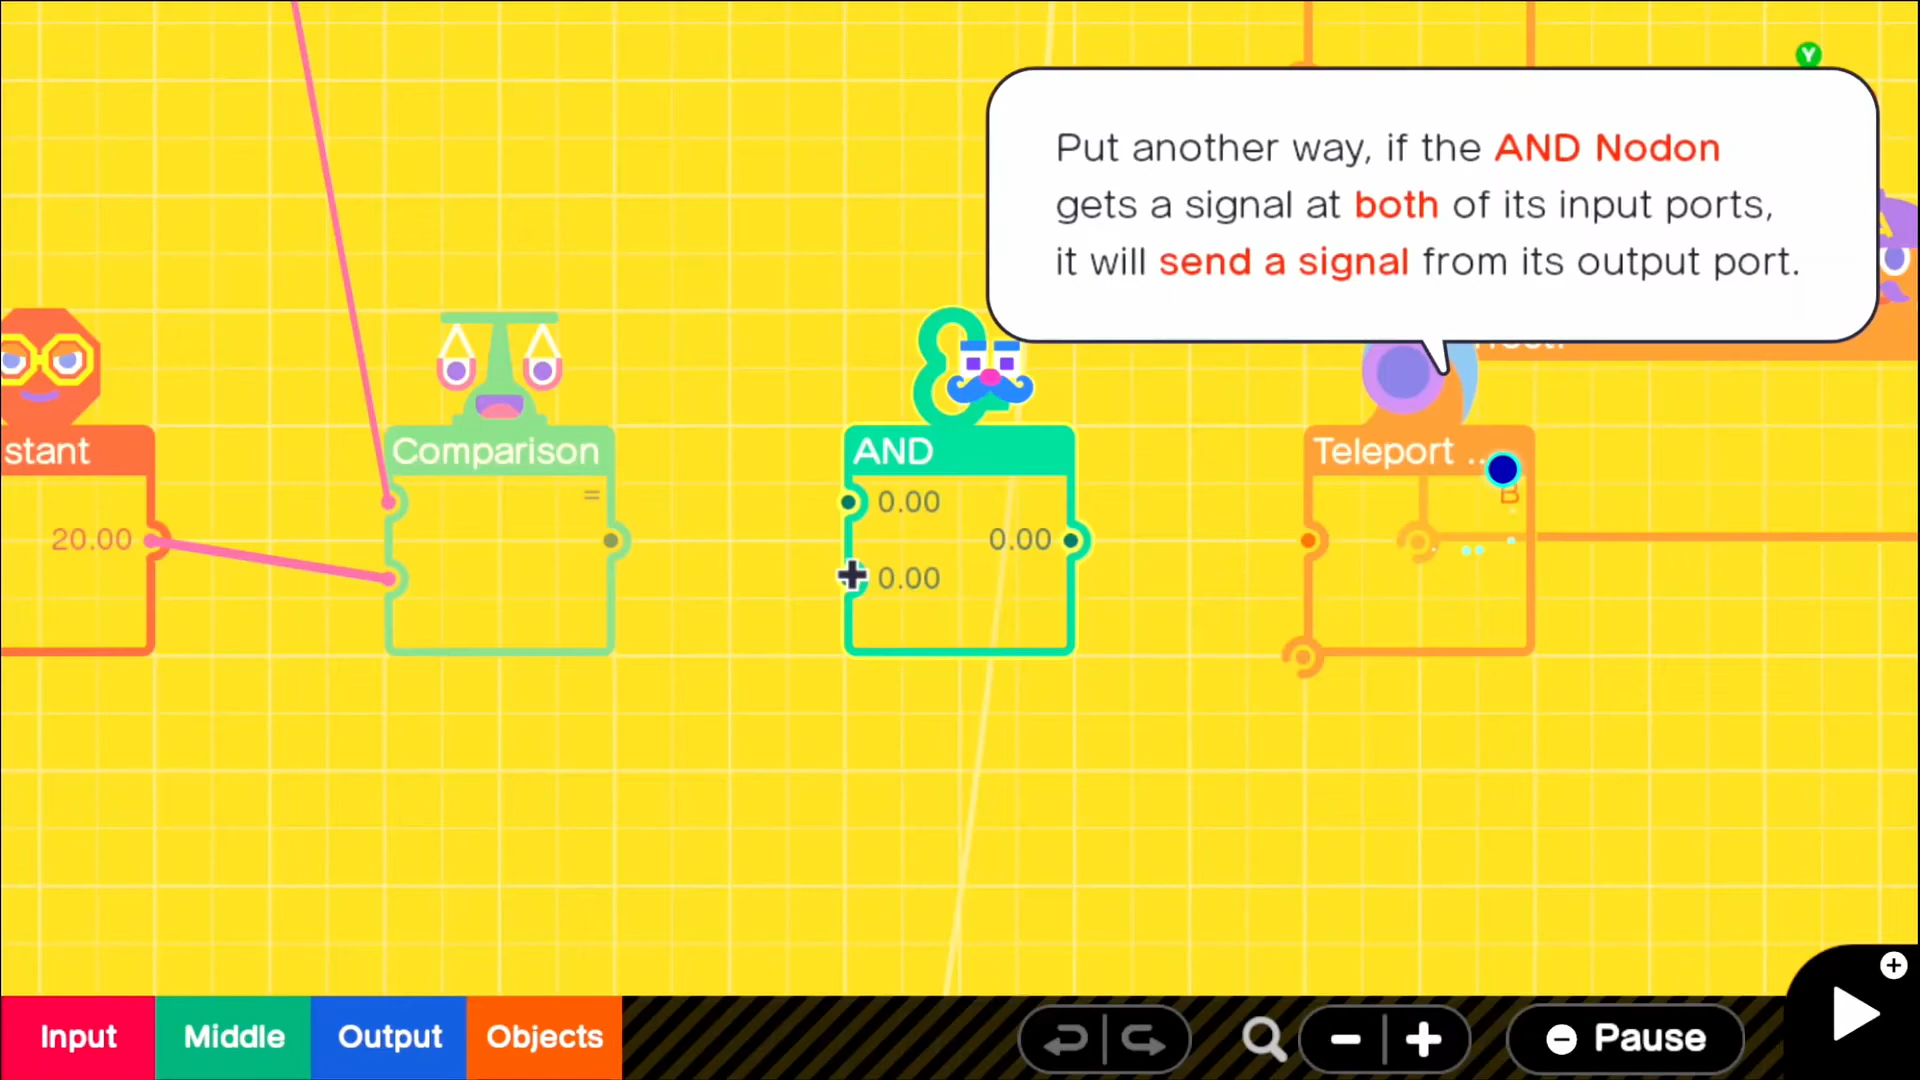 Y
Put another way, if the AND Nodon
gets a signal at both of its input ports,
it will send a signal from its output port.
stant
20.00
Comparison
=
AND
0.00
0.00
0.00
Teleport ...
B
Input
Middle
Output
Objects
Pause